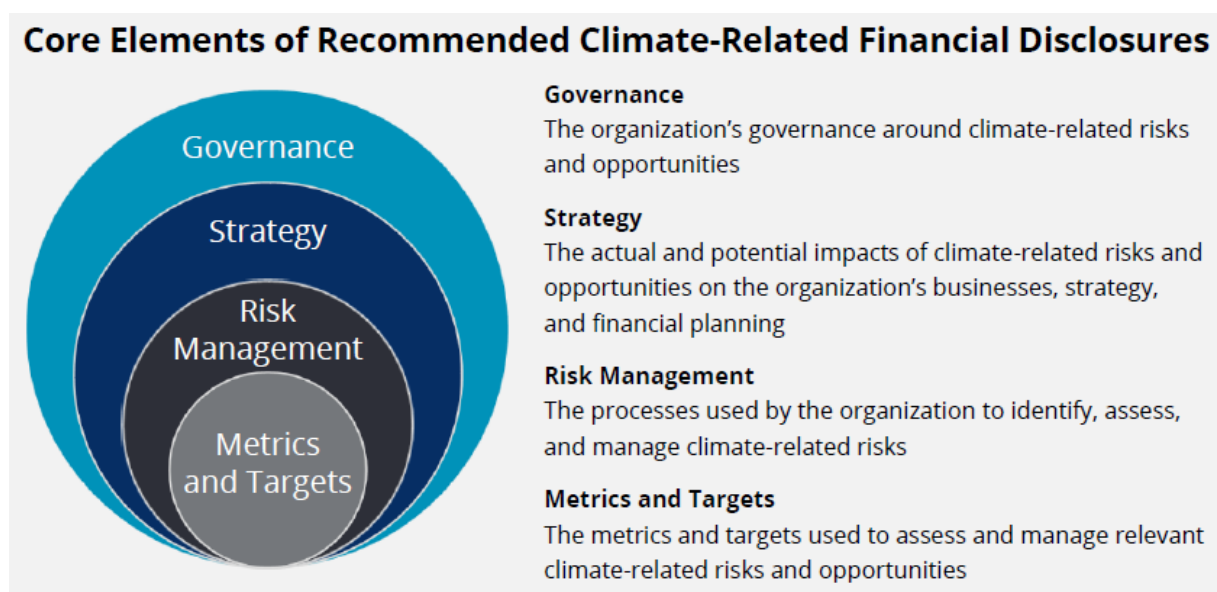 Core Elements of Recommended Climate-Related Financial Disclosures
Governance
Strategy
Risk
Management
Metrics
and Targets
Governance
The organization’s governance around climate-related risks
and opportunities
Strategy
The actual and potential impacts of climate-related risks and
opportunities on the organization’s businesses, strategy,
and financial planning
Risk Management
The processes used by the organization to identify, assess,
and manage climate-related risks
Metrics and Targets
The metrics and targets used to assess and manage relevant
climate-related risks and opportunities